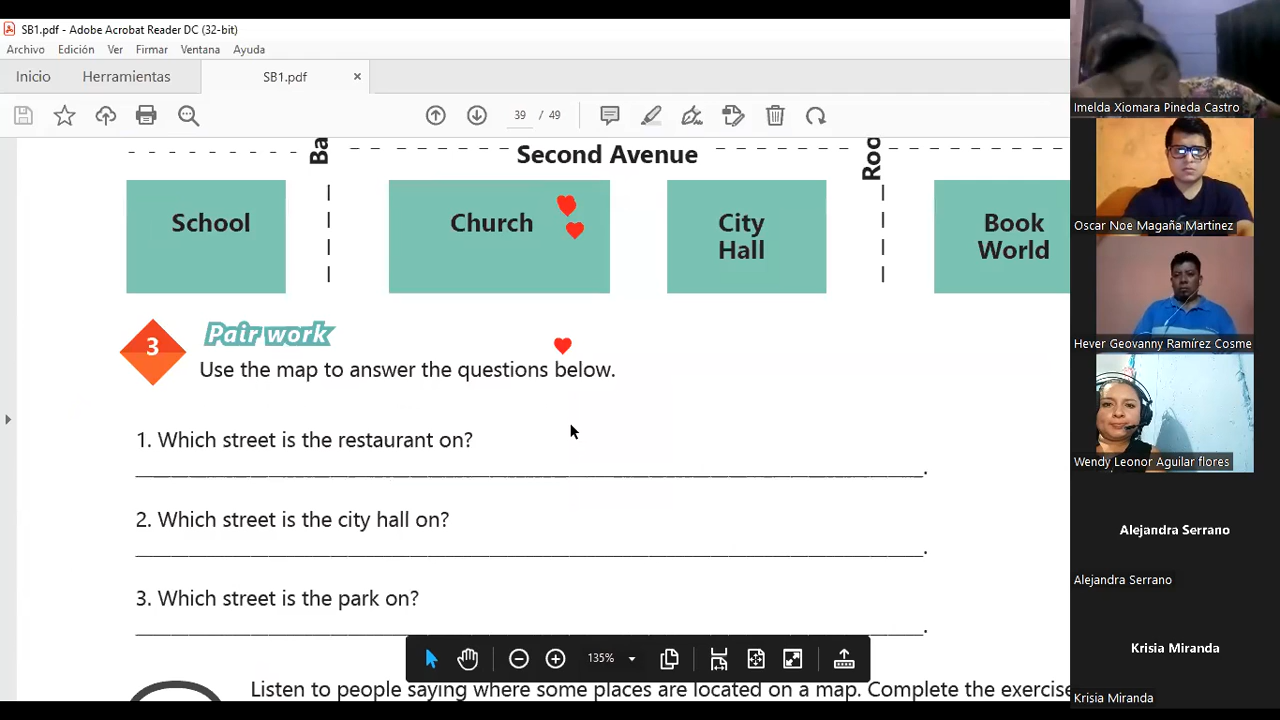 SB1.pdf - Adobe Acrobat Reader DC (32-bit)
Archivo Edición Ver Firmar Ventana Ayuda
Inicio Herramientas SB1.pdf ×
39 / 49
Ba
Second Avenue
Roo
School
Church
City
Hall
Book
World
3
Pair work
Use the map to answer the questions below.
1. Which street is the restaurant on?
2. Which street is the city hall on?
3. Which street is the park on?
135%
Listen to people saying where some places are located on a map. Complete the exercise
Imelda Xiomara Pineda Castro
Oscar Noe Magaña Martinez
Hever Geovanny Ramírez Cosme
Wendy Leonor Aguilar flores
Alejandra Serrano
Alejandra Serrano
Krisia Miranda
Krisia Miranda